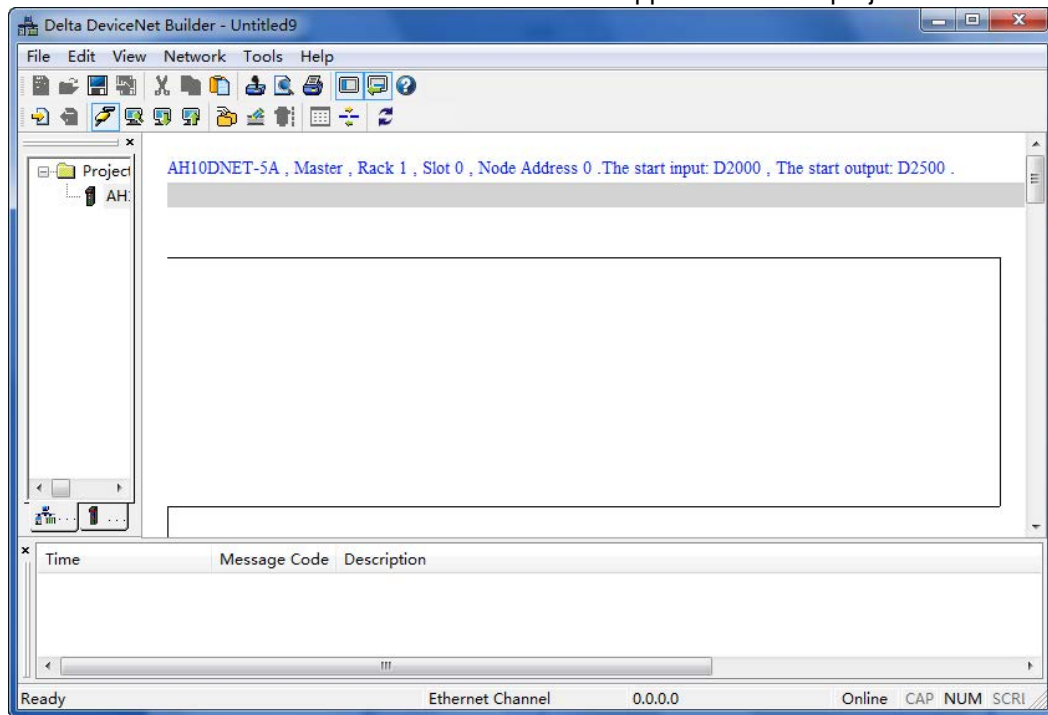 Delta DeviceNet Builder - Untitled9
File Edit View Network Tools Help
Project
AH10DNET-5A , Master , Rack 1 , Slot 0 , Node Address 0 .The start input: D2000 , The start output: D2500 .
AH:
Time Message Code Description
Ready Ethernet Channel 0.0.0.0 Online CAP NUM SCRL